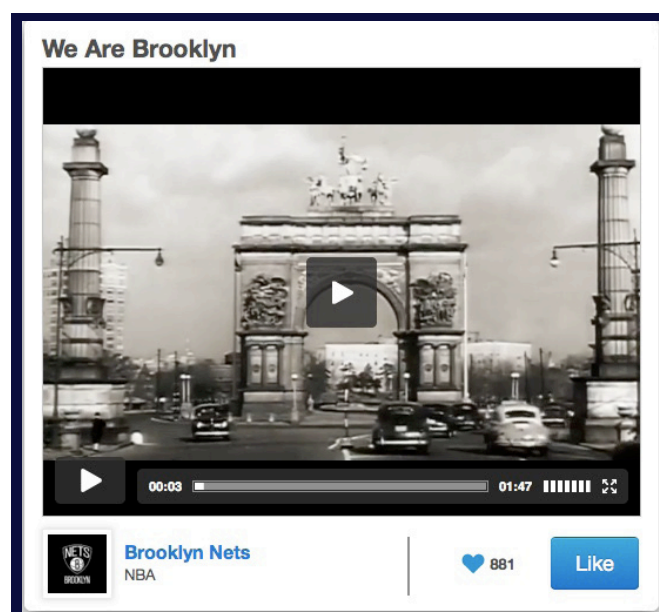 We Are Brooklyn
00:03 01:47
NETS
B
BROOKLYN
Brooklyn Nets
NBA
881
Like